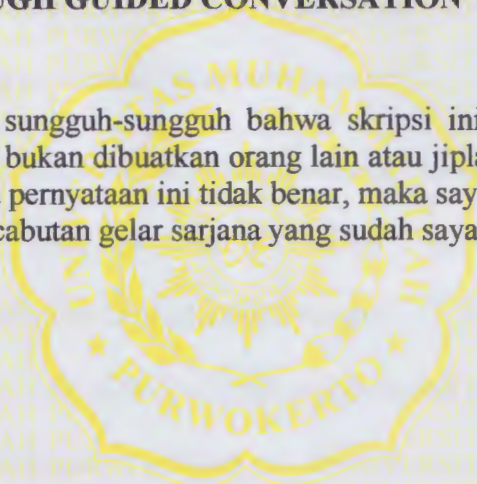 GUIDED CONVERSATION
sungguh-sungguh bahwa skripsi ini
bukan dibuatkan orang lain atau jipla
pernyataan ini tidak benar, maka say
cabutan gelar sarjana yang sudah saya
MUHA
PURWOKERTO